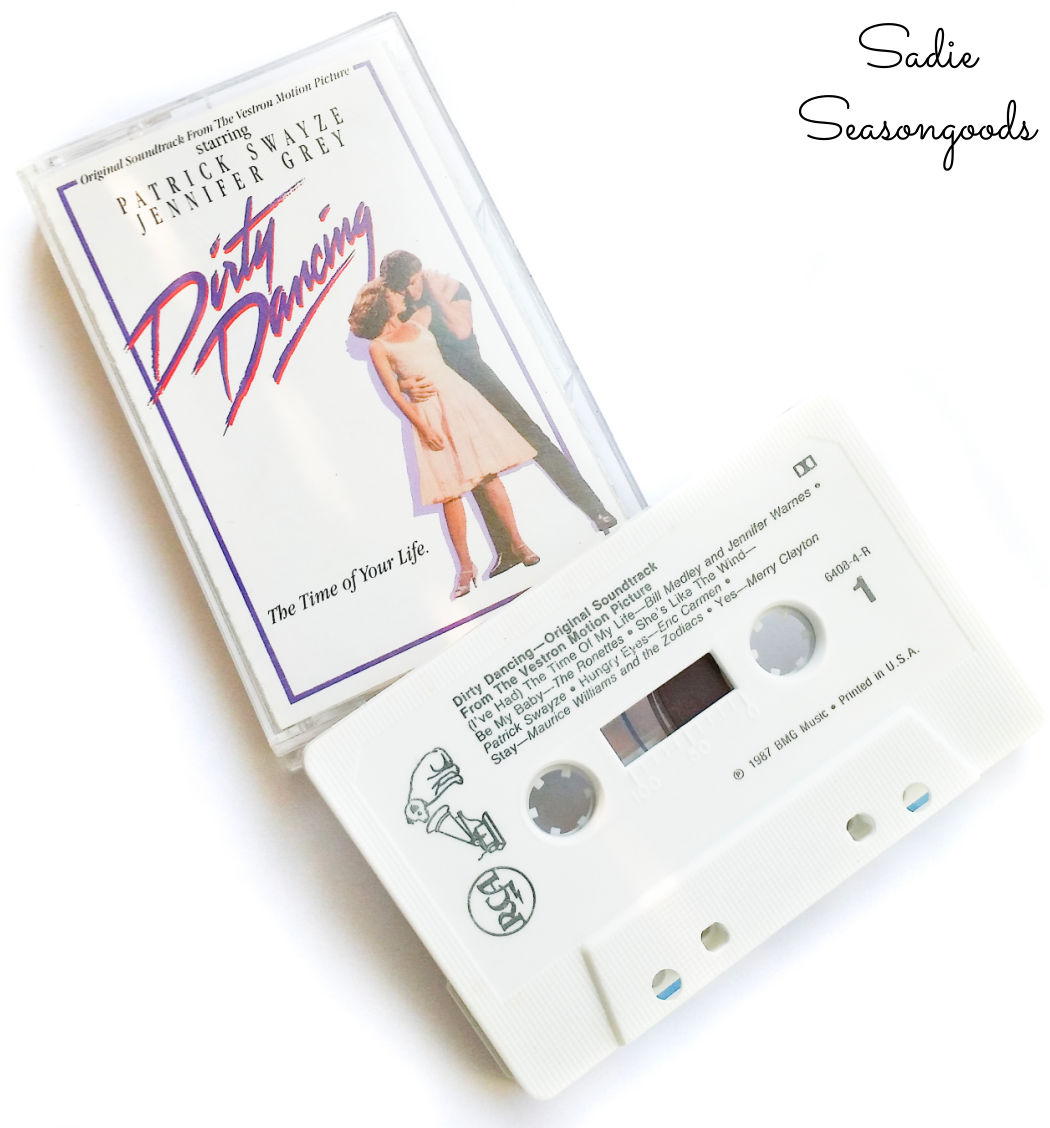 Sadie
Seasongoods
Original Soundtrack From The Vestron Motion Picture
starring
PATRICK SWAYZE
JENNIFER GREY
Dirty
Dancing
The Time of Your Life.
Dirty Dancing—Original Soundtrack
From The Vestron Motion Picture
(I've Had) The Time Of My Life—Bill Medley and Jennifer Warnes •
Be My Baby—The Ronettes • She's Like The Wind—
Patrick Swayze • Hungry Eyes—Eric Carmen •
Stay—Maurice Williams and the Zodiacs • Yes—Merry Clayton
6408-4-R
1
℗ 1987 BMG Music • Printed in U.S.A.
RCA